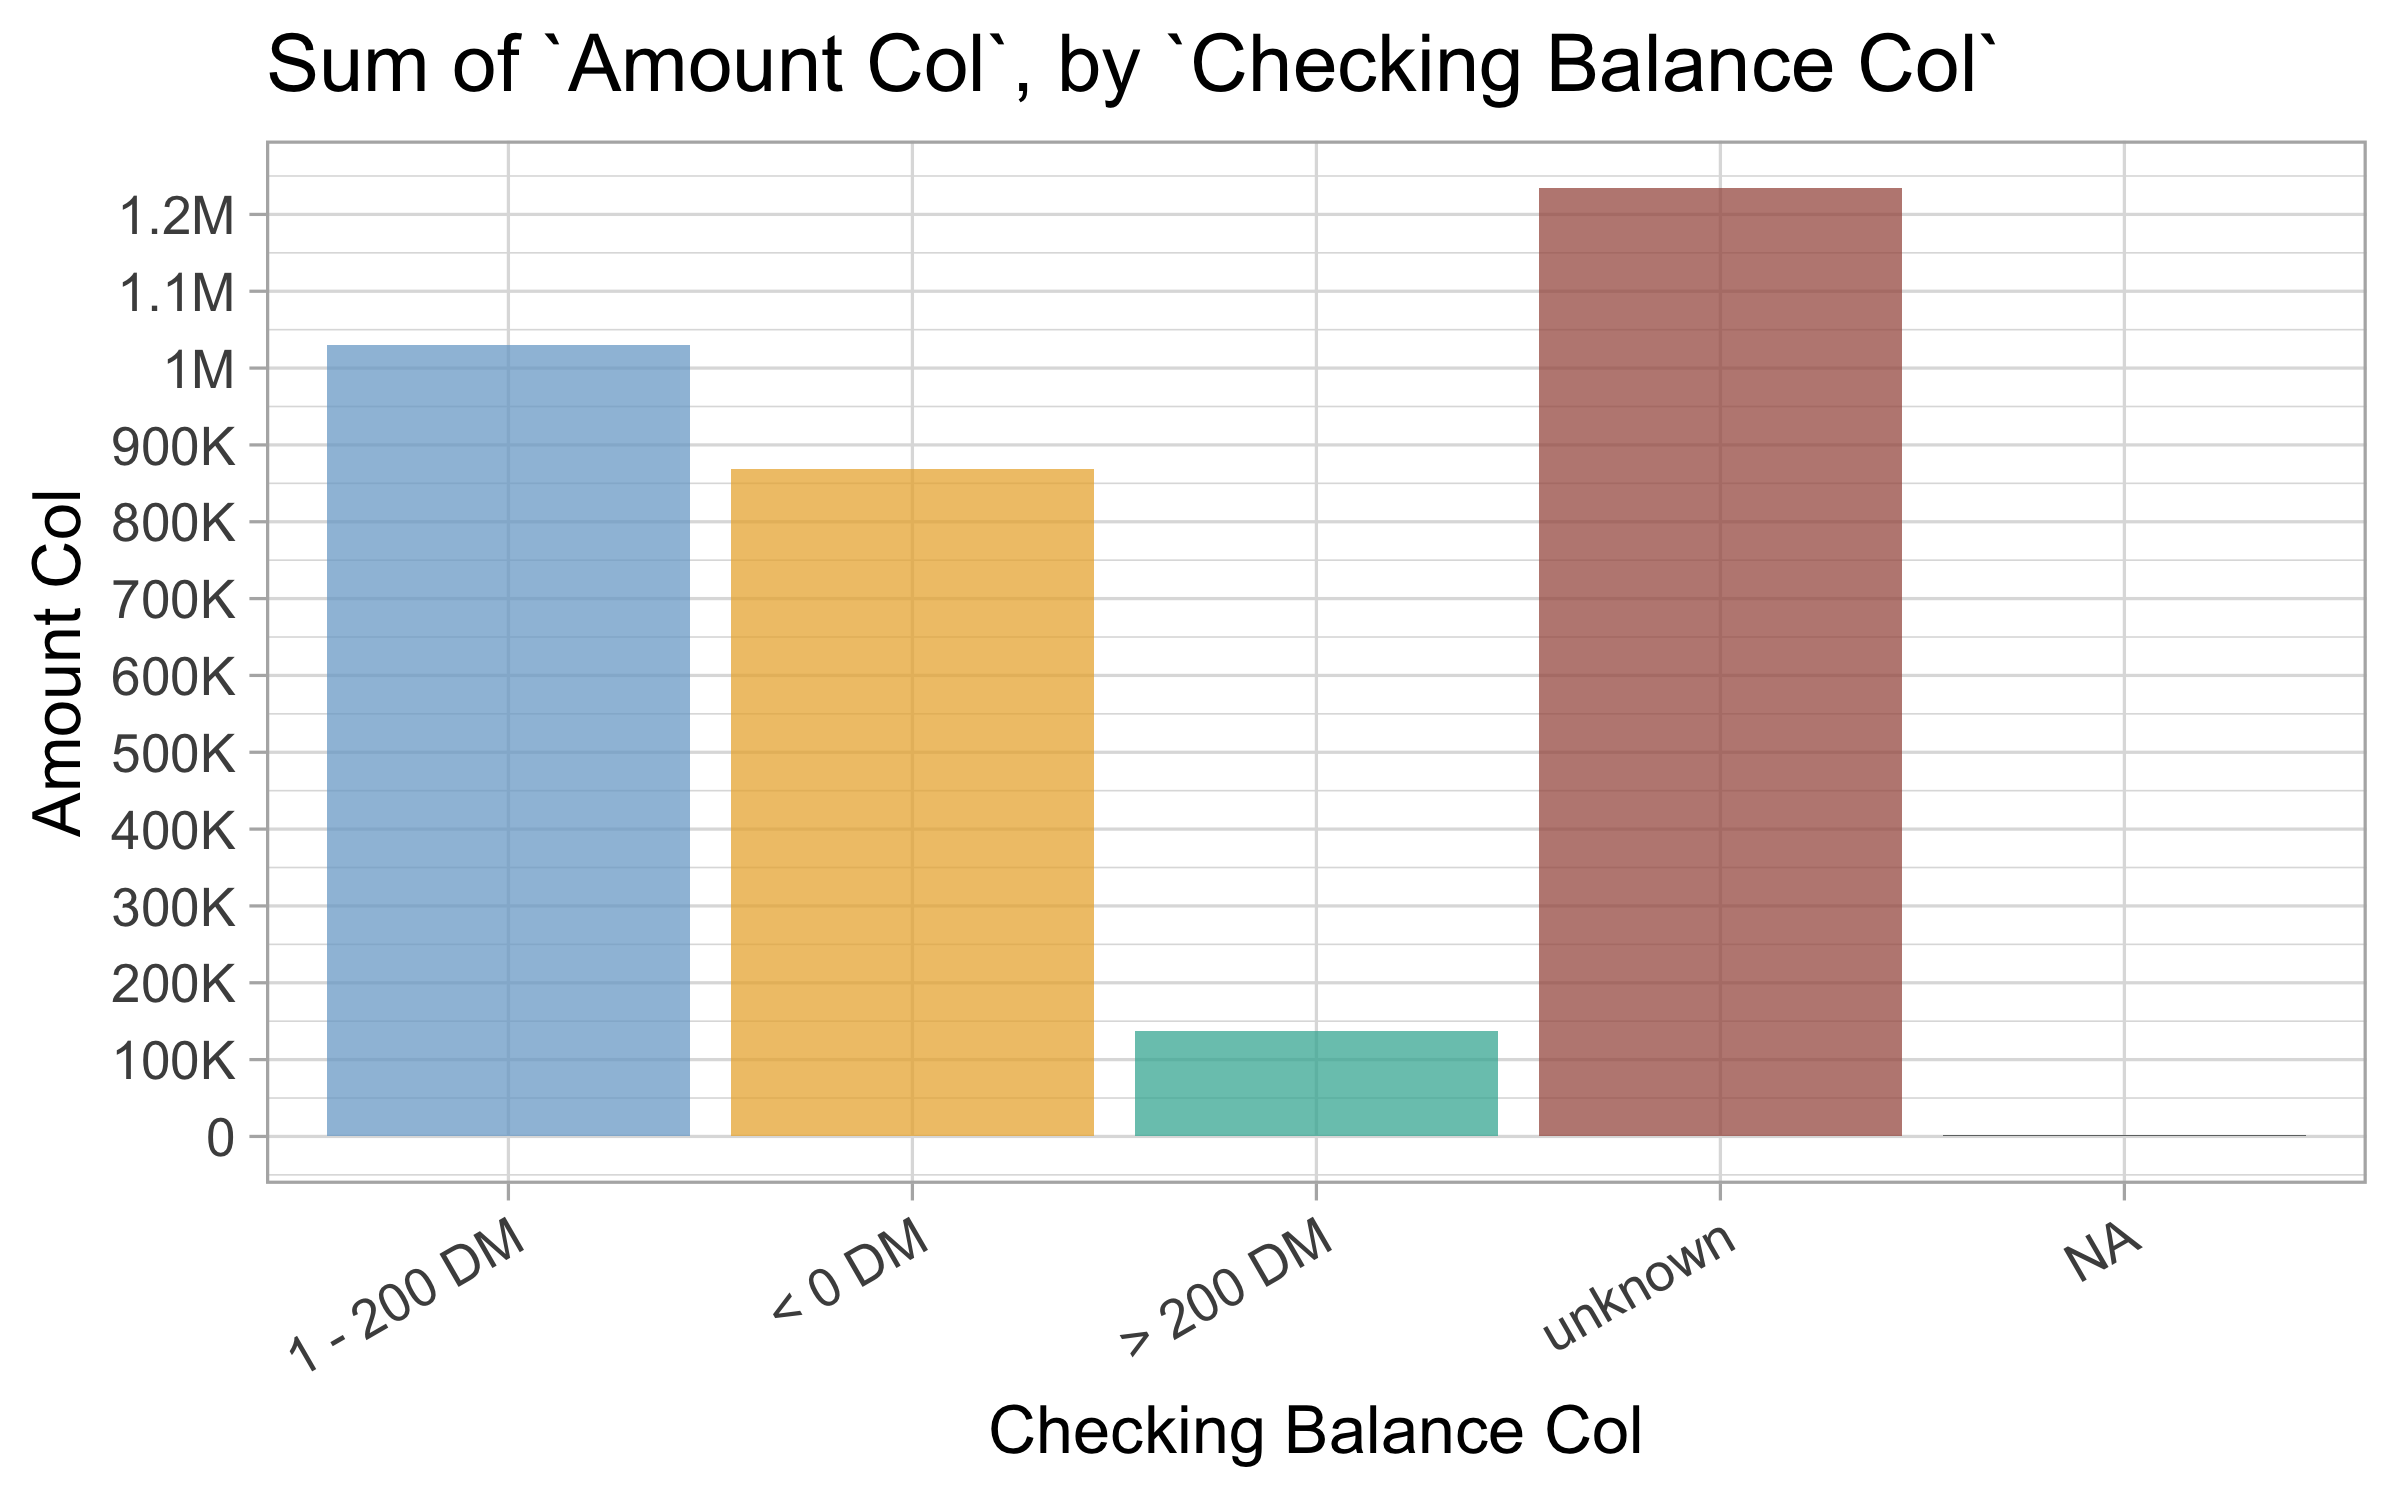 Sum of `Amount Col`, by `Checking Balance Col`
1.2M
1.1M
1M
900K
800K
700K
600K
500K
400K
300K
200K
100K
0
Amount Col
1 - 200 DM
< 0 DM
> 200 DM
unknown
NA
Checking Balance Col